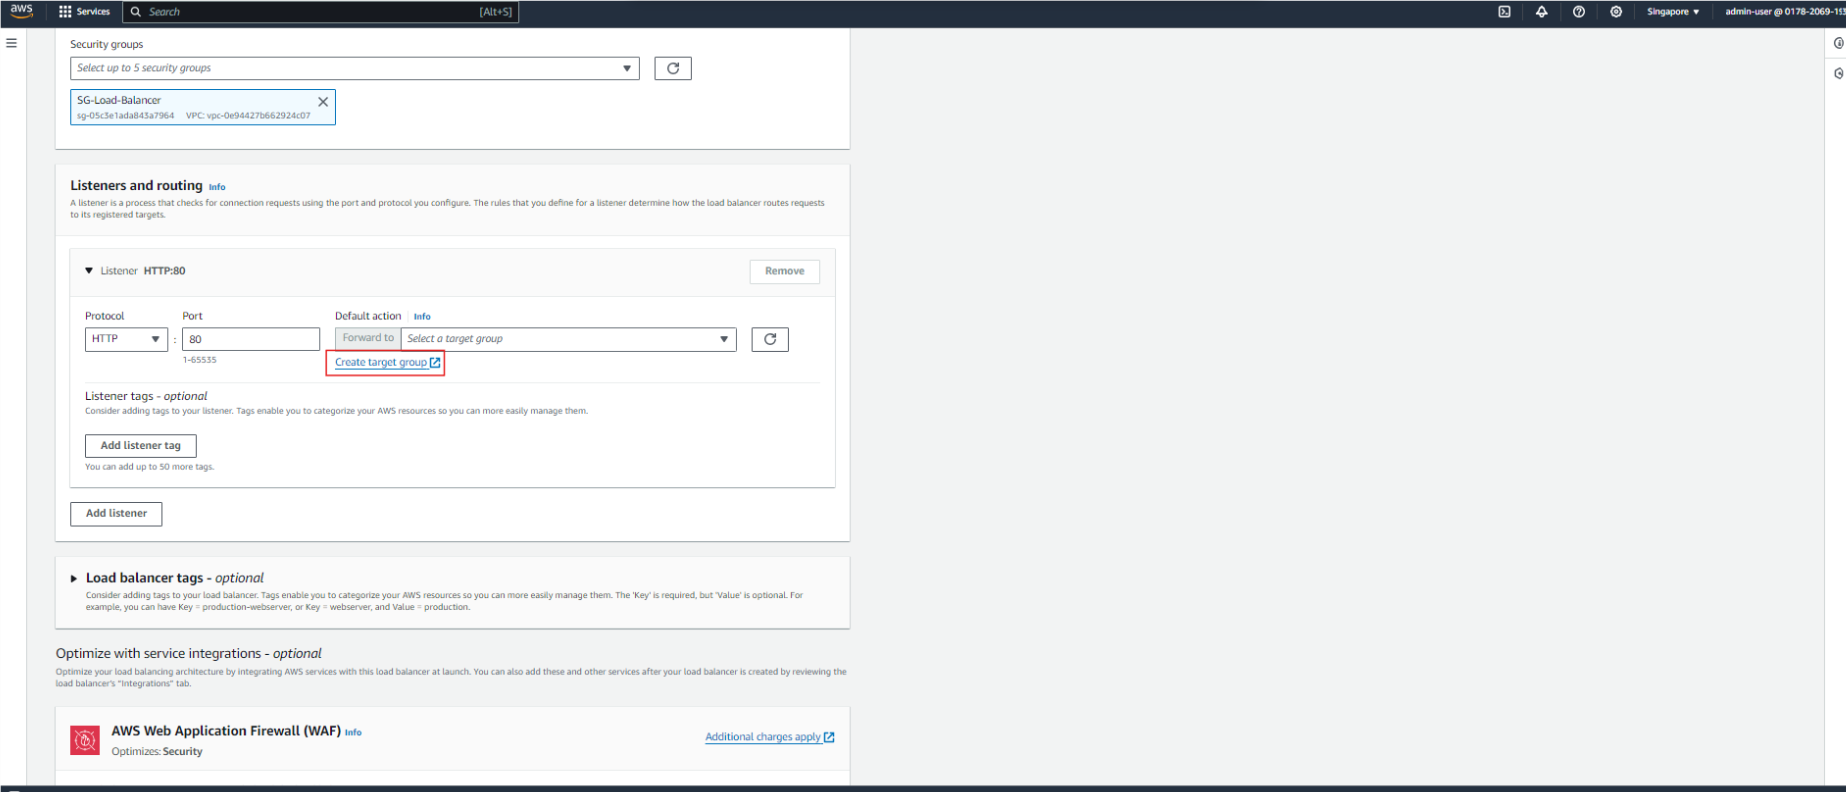 aws
Services
Search
[Alt+S]
Singapore
admin-user @ 0178-2069-
Security groups
Select up to 5 security groups
SG-Load-Balancer
sg-05c3e1ada843a7964 VPC: vpc-0e94427b662924c07
Listeners and routing Info
A listener is a process that checks for connection requests using the port and protocol you configure. The rules that you define for a listener determine how the load balancer routes requests
to its registered targets.
Listener HTTP:80
Remove
Protocol
Port
Default action
Info
HTTP
:
80
Forward to
Select a target group
1-65535
Create target group
Listener tags - optional
Consider adding tags to your listener. Tags enable you to categorize your AWS resources so you can more easily manage them.
Add listener tag
You can add up to 50 more tags.
Add listener
Load balancer tags - optional
Consider adding tags to your load balancer. Tags enable you to categorize your AWS resources so you can more easily manage them. The 'Key' is required, but 'Value' is optional. For
example, you can have Key = production-webserver, or Key = webserver, and Value = production.
Optimize with service integrations - optional
Optimize your load balancing architecture by integrating AWS services with this load balancer at launch. You can also add these and other services after your load balancer is created by reviewing the
load balancer's "Integrations" tab.
AWS Web Application Firewall (WAF) Info
Optimizes: Security
Additional charges apply